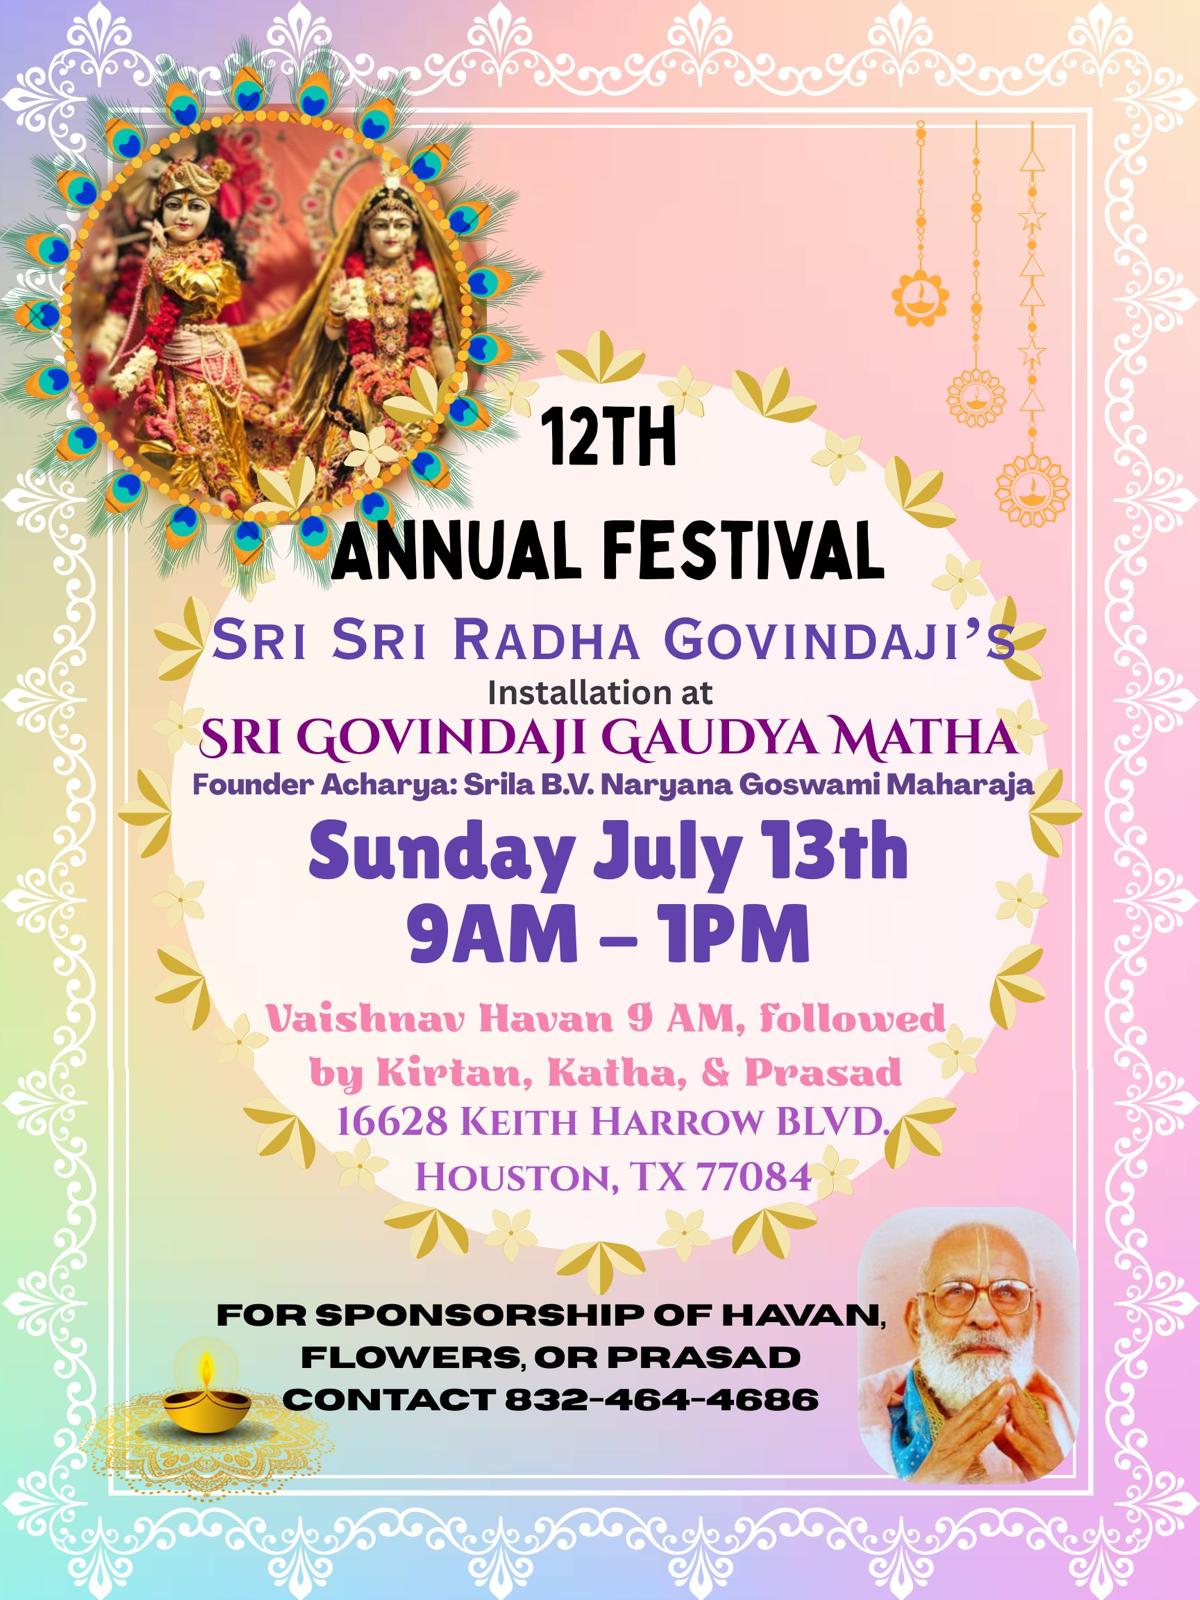 12TH
ANNUAL FESTIVAL
SRI SRI RADHA GOVINDAJI'S
Installation at
SRI GOVINDAJI GAUDYA MATHA
Founder Acharya: Srila B.V. Naryana Goswami Maharaja
Sunday July 13th
9AM – 1PM
Vaishnav Havan 9 AM, followed
by Kirtan, Katha, & Prasad
16628 KEITH HARROW BLVD.
HOUSTON, TX 77084
FOR SPONSORSHIP OF HAVAN,
FLOWERS, OR PRASAD
CONTACT 832-464-4686